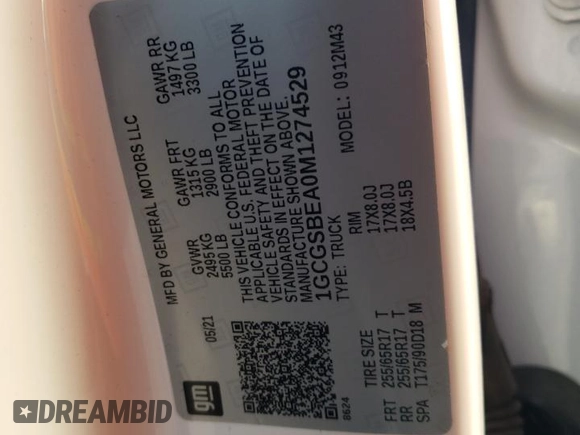 gm
05/21
MFD BY GENERAL MOTORS LLC
GVWR GAWR FRT GAWR RR
2495 KG 1315 KG 1497 KG
5500 LB 2900 LB 3300 LB
THIS VEHICLE CONFORMS TO ALL
APPLICABLE U.S. FEDERAL MOTOR
VEHICLE SAFETY AND THEFT PREVENTION
STANDARDS IN EFFECT ON THE DATE OF
MANUFACTURE SHOWN ABOVE.
1GCGSBEA0M1274529
TYPE: TRUCK MODEL: 0912M43
8624
TIRE SIZE RIM
FRT 255/65R17 T 17X8.0J
RR 255/65R17 T 17X8.0J
SPA T175/90D18 M 18X4.5B
DREAMBID